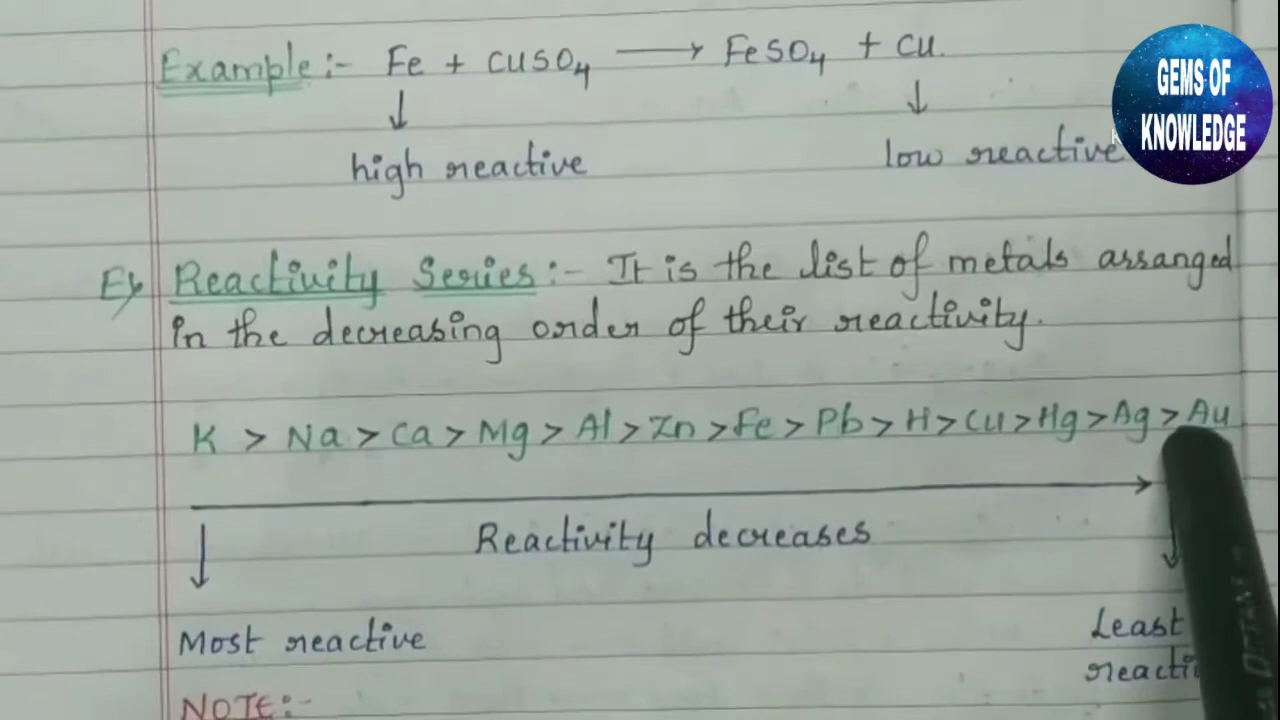 Example :- Fe + CuSO4 → FeSO4 + Cu.
GEMS OF
KNOWLEDGE
↓ ↓
high reactive low reactive
Ex Reactivity Series :- It is the list of metals arranged
in the decreasing order of their reactivity.
K > Na > Ca > Mg > Al > Zn > Fe > Pb > H > Cu > Hg > Ag > Au
Reactivity decreases
Most reactive
Least
reacti
NOTE:-